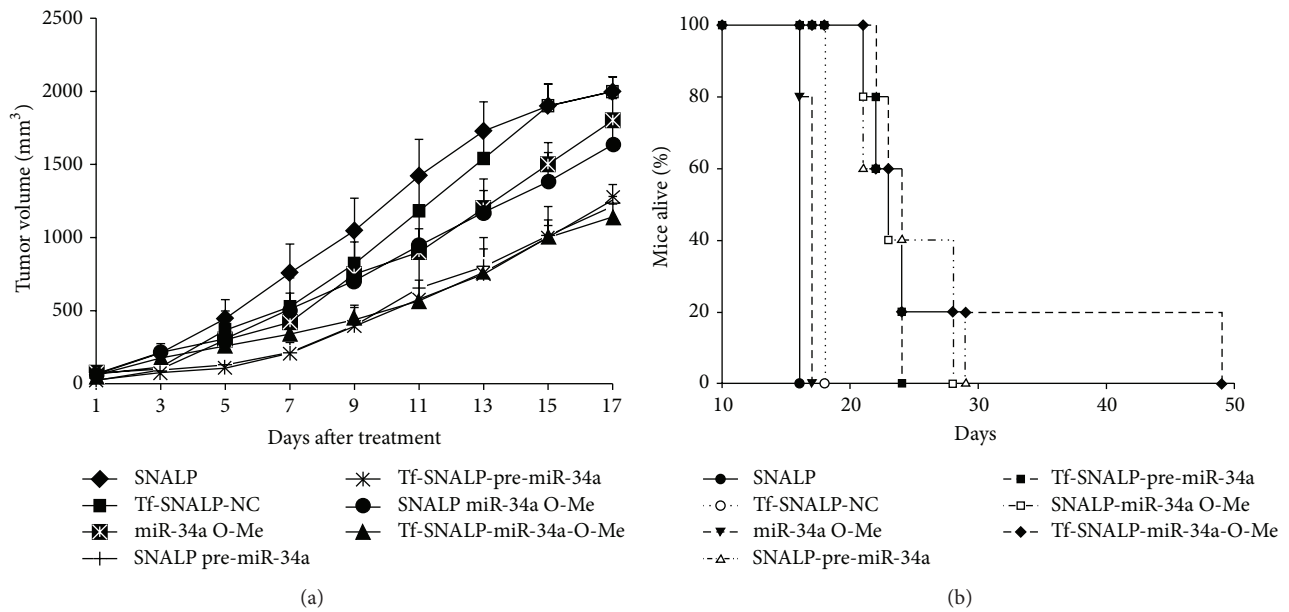 2500
2000
1500
1000
500
0
Tumor volume (mm³)
1 3 5 7 9 11 13 15 17
Days after treatment
SNALP
Tf-SNALP-NC
miR-34a O-Me
SNALP pre-miR-34a
Tf-SNALP-pre-miR-34a
SNALP miR-34a O-Me
Tf-SNALP-miR-34a-O-Me
(a)
100
80
60
40
20
0
Mice alive (%)
10 20 30 40 50
Days
SNALP
Tf-SNALP-NC
miR-34a O-Me
SNALP-pre-miR-34a
Tf-SNALP-pre-miR-34a
SNALP-miR-34a O-Me
Tf-SNALP-miR-34a-O-Me
(b)